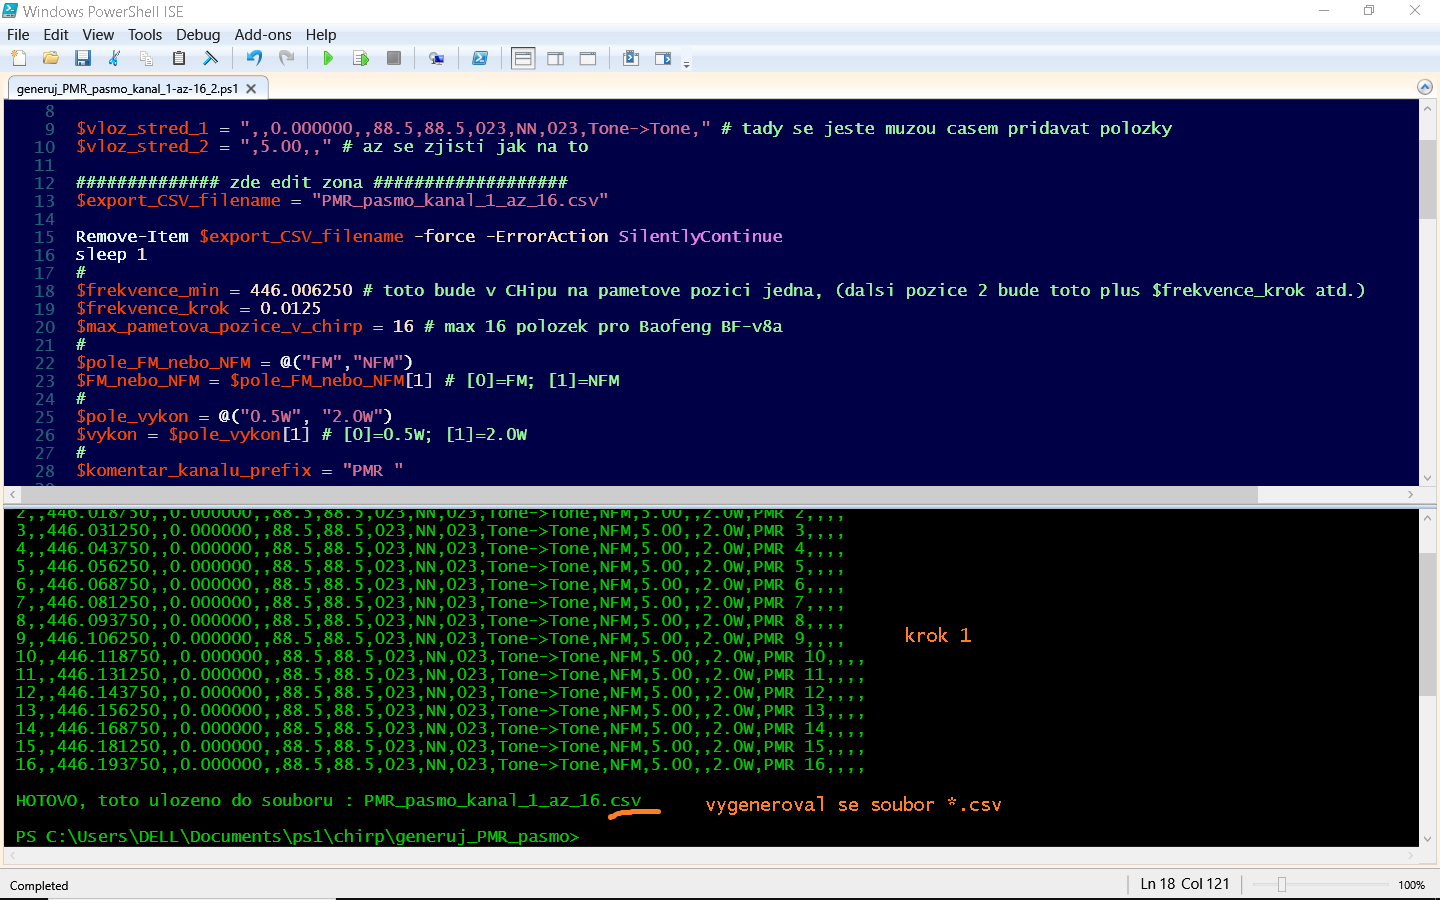 Windows PowerShell ISE
File Edit View Tools Debug Add-ons Help
generuj_PMR_pasmo_kanal_1-az-16_2.ps1
8
9 $vloz_stred_1 = ",,0.000000,,88.5,88.5,023,NN,023,Tone->Tone," # tady se jeste muzou casem pridavat polozky
10 $vloz_stred_2 = ",5.00,," # az se zjisti jak na to
11
12 ############## zde edit zona ###################
13 $export_CSV_filename = "PMR_pasmo_kanal_1_az_16.csv"
14
15 Remove-Item $export_CSV_filename -force -ErrorAction SilentlyContinue
16 sleep 1
17 #
18 $frekvence_min = 446.006250 # toto bude v CHipu na pametove pozici jedna, (dalsi pozice 2 bude toto plus $frekvence_krok atd.)
19 $frekvence_krok = 0.0125
20 $max_pametova_pozice_v_chirp = 16 # max 16 polozek pro Baofeng BF-v8a
21 #
22 $pole_FM_nebo_NFM = @("FM","NFM")
23 $FM_nebo_NFM = $pole_FM_nebo_NFM[1] # [0]=FM; [1]=NFM
24 #
25 $pole_vykon = @("0.5W", "2.0W")
26 $vykon = $pole_vykon[1] # [0]=0.5W; [1]=2.0W
27 #
28 $komentar_kanalu_prefix = "PMR "
2,,446.018750,,0.000000,,88.5,88.5,023,NN,023,Tone->Tone,NFM,5.00,,2.0W,PMR 2,,,,
3,,446.031250,,0.000000,,88.5,88.5,023,NN,023,Tone->Tone,NFM,5.00,,2.0W,PMR 3,,,,
4,,446.043750,,0.000000,,88.5,88.5,023,NN,023,Tone->Tone,NFM,5.00,,2.0W,PMR 4,,,,
5,,446.056250,,0.000000,,88.5,88.5,023,NN,023,Tone->Tone,NFM,5.00,,2.0W,PMR 5,,,,
6,,446.068750,,0.000000,,88.5,88.5,023,NN,023,Tone->Tone,NFM,5.00,,2.0W,PMR 6,,,,
7,,446.081250,,0.000000,,88.5,88.5,023,NN,023,Tone->Tone,NFM,5.00,,2.0W,PMR 7,,,,
8,,446.093750,,0.000000,,88.5,88.5,023,NN,023,Tone->Tone,NFM,5.00,,2.0W,PMR 8,,,,
9,,446.106250,,0.000000,,88.5,88.5,023,NN,023,Tone->Tone,NFM,5.00,,2.0W,PMR 9,,,,
krok 1
10,,446.118750,,0.000000,,88.5,88.5,023,NN,023,Tone->Tone,NFM,5.00,,2.0W,PMR 10,,,,
11,,446.131250,,0.000000,,88.5,88.5,023,NN,023,Tone->Tone,NFM,5.00,,2.0W,PMR 11,,,,
12,,446.143750,,0.000000,,88.5,88.5,023,NN,023,Tone->Tone,NFM,5.00,,2.0W,PMR 12,,,,
13,,446.156250,,0.000000,,88.5,88.5,023,NN,023,Tone->Tone,NFM,5.00,,2.0W,PMR 13,,,,
14,,446.168750,,0.000000,,88.5,88.5,023,NN,023,Tone->Tone,NFM,5.00,,2.0W,PMR 14,,,,
15,,446.181250,,0.000000,,88.5,88.5,023,NN,023,Tone->Tone,NFM,5.00,,2.0W,PMR 15,,,,
16,,446.193750,,0.000000,,88.5,88.5,023,NN,023,Tone->Tone,NFM,5.00,,2.0W,PMR 16,,,,
HOTOVO, toto ulozeno do souboru : PMR_pasmo_kanal_1_az_16.csv
vygeneroval se soubor *.csv
PS C:\Users\DELL\Documents\ps1\chirp\generuj_PMR_pasmo>
Completed
Ln 18 Col 121
100%